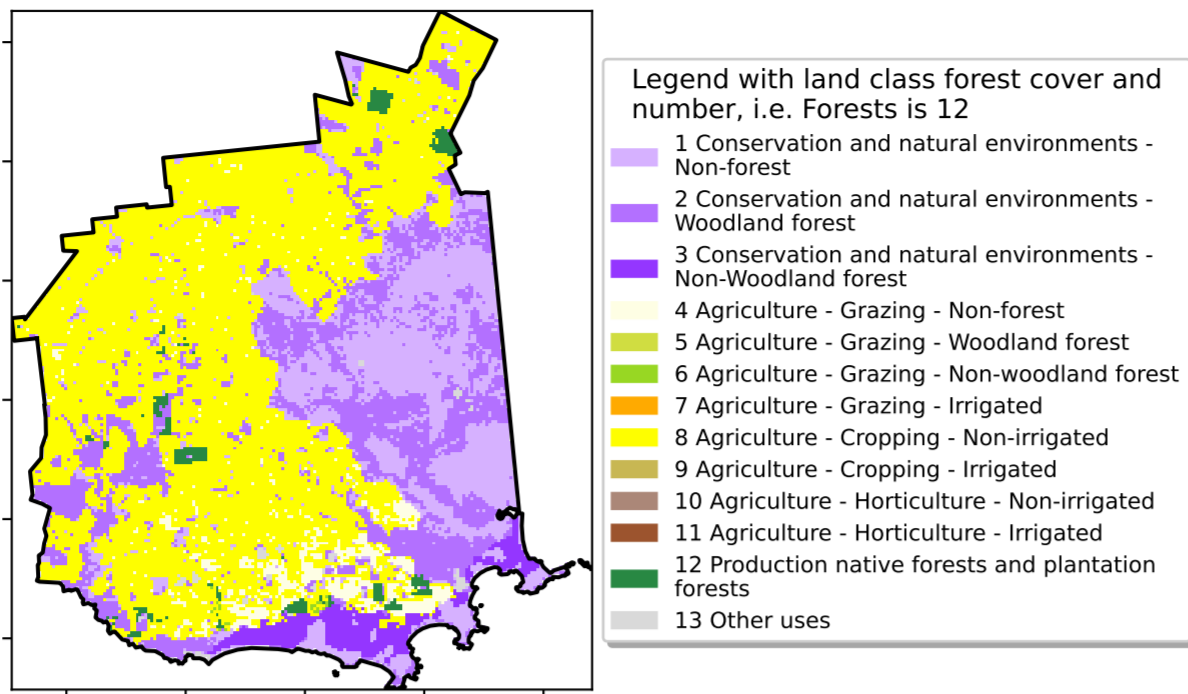 Legend with land class forest cover and
number, i.e. Forests is 12
1 Conservation and natural environments -
Non-forest
2 Conservation and natural environments -
Woodland forest
3 Conservation and natural environments -
Non-Woodland forest
4 Agriculture - Grazing - Non-forest
5 Agriculture - Grazing - Woodland forest
6 Agriculture - Grazing - Non-woodland forest
7 Agriculture - Grazing - Irrigated
8 Agriculture - Cropping - Non-irrigated
9 Agriculture - Cropping - Irrigated
10 Agriculture - Horticulture - Non-irrigated
11 Agriculture - Horticulture - Irrigated
12 Production native forests and plantation
forests
13 Other uses